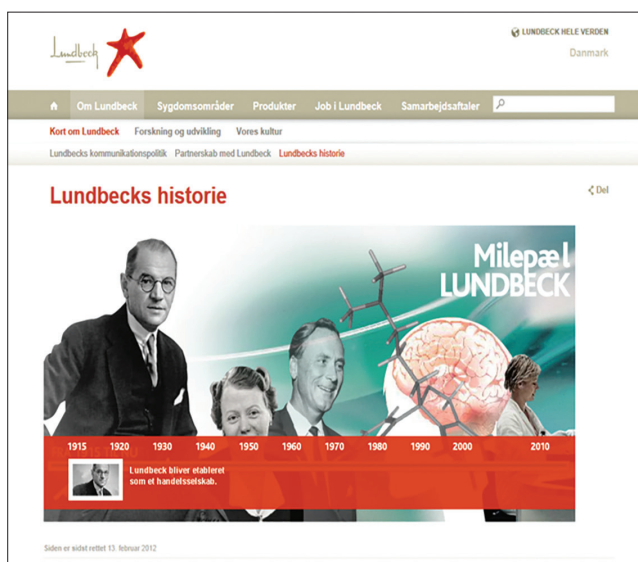 Lundbeck
LUNDBECK HELE VERDEN
Danmark
Om Lundbeck Sygdomsområder Produkter Job i Lundbeck Samarbejdsaftaler
Kort om Lundbeck Forskning og udvikling Vores kultur
Lundbecks kommunikationspolitik Partnerskab med Lundbeck Lundbecks historie
Lundbecks historie
Del
Milepæl
LUNDBECK
1915 1920 1930 1940 1950 1960 1970 1980 1990 2000 2010
Lundbeck bliver etableret
som et handelsselskab.
Siden er sidst rettet 13. februar 2012